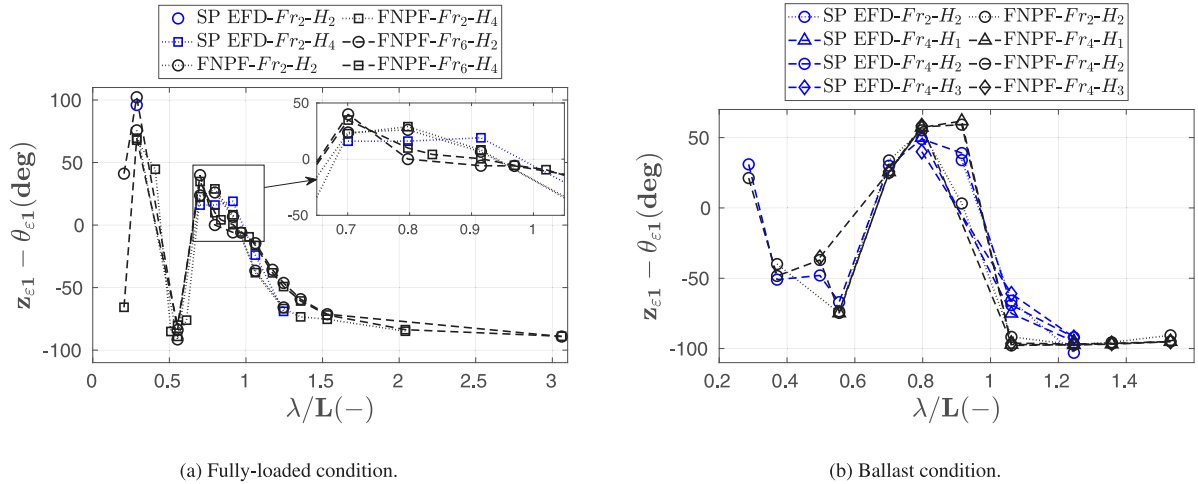 SP EFD-Fr₂-H₂
SP EFD-Fr₂-H₄
FNPF-Fr₂-H₂
FNPF-Fr₂-H₄
FNPF-Fr₆-H₂
FNPF-Fr₆-H₄
100
50
0
-50
-100
z_ε1 − θ_ε1(deg)
50
0
-50
0.7 0.8 0.9 1
0 0.5 1 1.5 2 2.5 3
λ/L(−)
(a) Fully-loaded condition.
SP EFD-Fr₂-H₂
SP EFD-Fr₄-H₁
SP EFD-Fr₄-H₂
SP EFD-Fr₄-H₃
FNPF-Fr₂-H₂
FNPF-Fr₄-H₁
FNPF-Fr₄-H₂
FNPF-Fr₄-H₃
50
0
-50
-100
z_ε1 − θ_ε1(deg)
0.2 0.4 0.6 0.8 1 1.2 1.4
λ/L(−)
(b) Ballast condition.